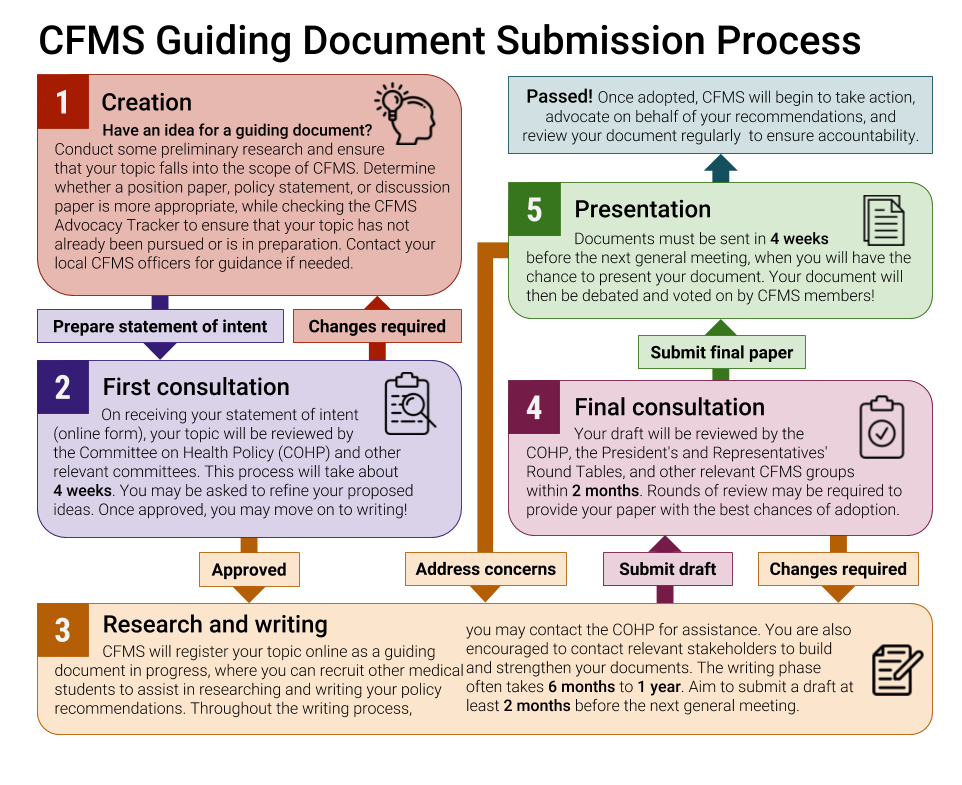 CFMS Guiding Document Submission Process
1
Creation
Have an idea for a guiding document?
Conduct some preliminary research and ensure
that your topic falls into the scope of CFMS. Determine
whether a position paper, policy statement, or discussion
paper is more appropriate, while checking the CFMS
Advocacy Tracker to ensure that your topic has not
already been pursued or is in preparation. Contact your
local CFMS officers for guidance if needed.
Prepare statement of intent
Changes required
2
First consultation
On receiving your statement of intent
(online form), your topic will be reviewed by
the Committee on Health Policy (COHP) and other
relevant committees. This process will take about
4 weeks. You may be asked to refine your proposed
ideas. Once approved, you may move on to writing!
Approved
Address concerns
Submit draft
Changes required
3
Research and writing
CFMS will register your topic online as a guiding
document in progress, where you can recruit other medical
students to assist in researching and writing your policy
recommendations. Throughout the writing process,
you may contact the COHP for assistance. You are also
encouraged to contact relevant stakeholders to build
and strengthen your documents. The writing phase
often takes 6 months to 1 year. Aim to submit a draft at
least 2 months before the next general meeting.
4
Final consultation
Your draft will be reviewed by the
COHP, the President's and Representatives'
Round Tables, and other relevant CFMS groups
within 2 months. Rounds of review may be required to
provide your paper with the best chances of adoption.
Submit final paper
5
Presentation
Documents must be sent in 4 weeks
before the next general meeting, when you will have the
chance to present your document. Your document will
then be debated and voted on by CFMS members!
Passed! Once adopted, CFMS will begin to take action,
advocate on behalf of your recommendations, and
review your document regularly to ensure accountability.